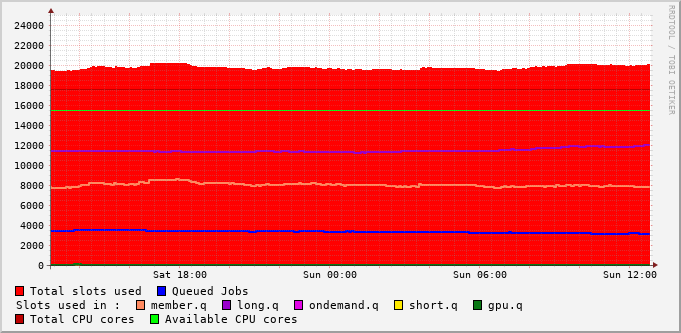 24000
22000
20000
18000
16000
14000
12000
10000
8000
6000
4000
2000
0
Sat 18:00 Sun 00:00 Sun 06:00 Sun 12:00
Total slots used Queued Jobs
Slots used in : member.q long.q ondemand.q short.q gpu.q
Total CPU cores Available CPU cores
RRDTOOL / TOBI OETIKER